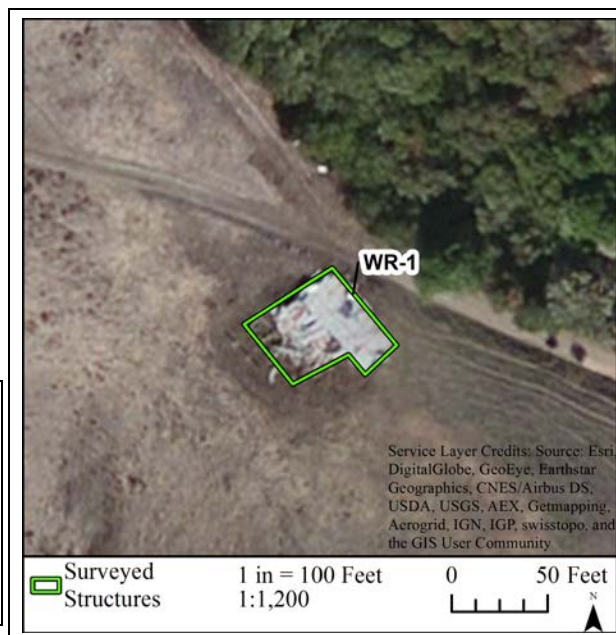 WR-1
Service Layer Credits: Source: Esri,
DigitalGlobe, GeoEye, Earthstar
Geographics, CNES/Airbus DS,
USDA, USGS, AEX, Getmapping,
Aerogrid, IGN, IGP, swisstopo, and
the GIS User Community
Surveyed
Structures
1 in = 100 Feet
1:1,200
0 50 Feet
N